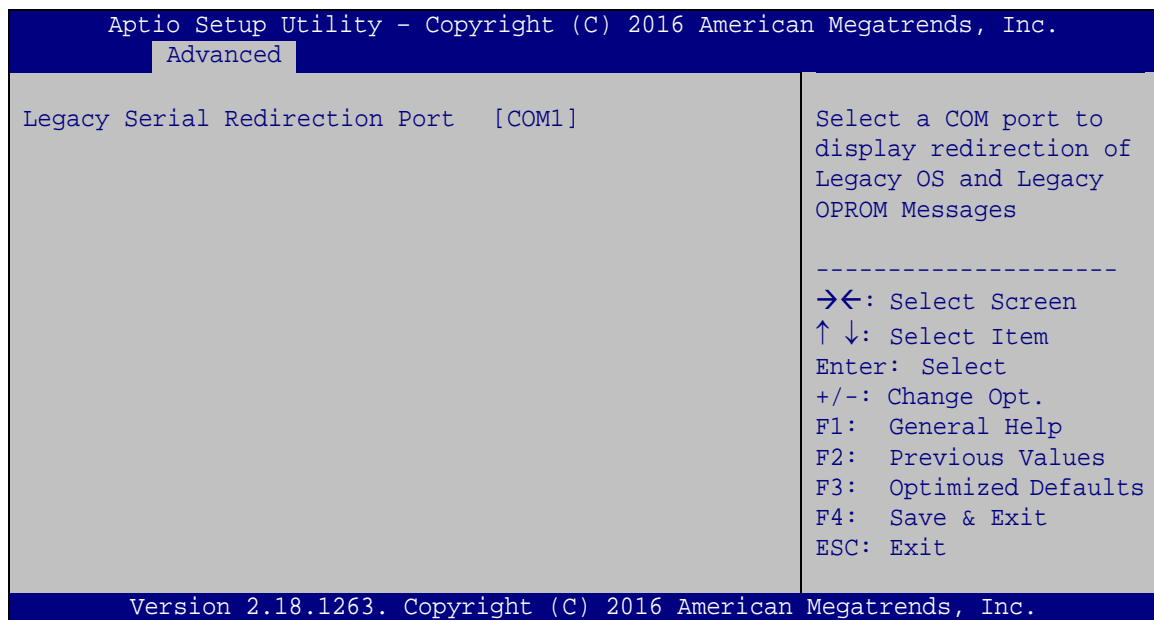 Aptio Setup Utility – Copyright (C) 2016 American Megatrends, Inc.
Advanced
Legacy Serial Redirection Port [COM1]
Select a COM port to
display redirection of
Legacy OS and Legacy
OPROM Messages
---------------------
→←: Select Screen
↑ ↓: Select Item
Enter: Select
+/-: Change Opt.
F1: General Help
F2: Previous Values
F3: Optimized Defaults
F4: Save & Exit
ESC: Exit
Version 2.18.1263. Copyright (C) 2016 American Megatrends, Inc.